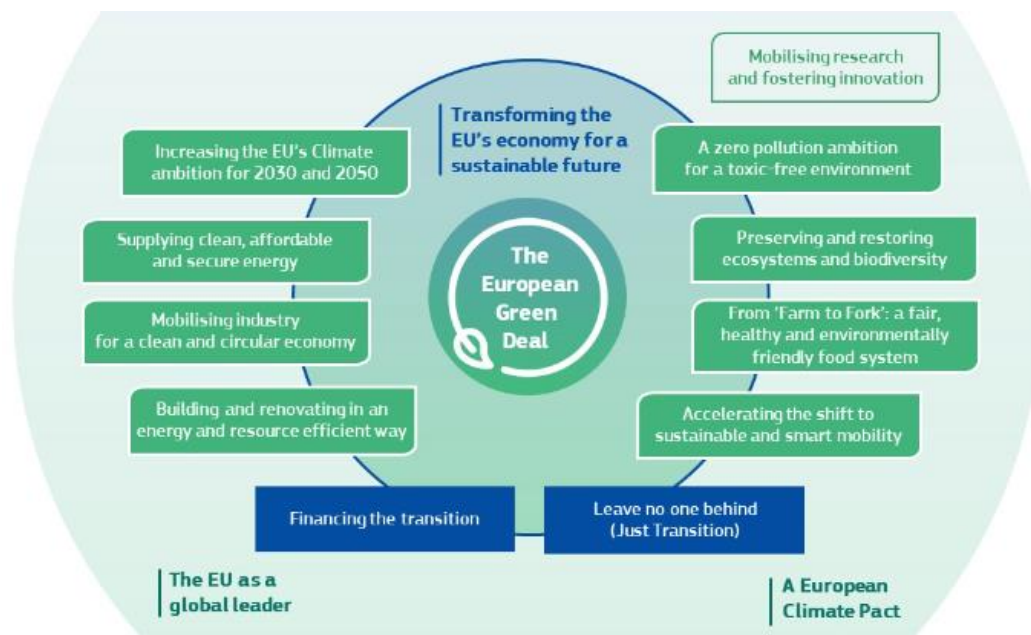 Mobilising research
and fostering innovation
Transforming the
EU's economy for a
sustainable future
Increasing the EU's Climate
ambition for 2030 and 2050
A zero pollution ambition
for a toxic-free environment
Supplying clean, affordable
and secure energy
The
European
Green
Deal
Preserving and restoring
ecosystems and biodiversity
Mobilising industry
for a clean and circular economy
From 'Farm to Fork': a fair,
healthy and environmentally
friendly food system
Building and renovating in an
energy and resource efficient way
Accelerating the shift to
sustainable and smart mobility
Financing the transition
Leave no one behind
(Just Transition)
The EU as a
global leader
A European
Climate Pact